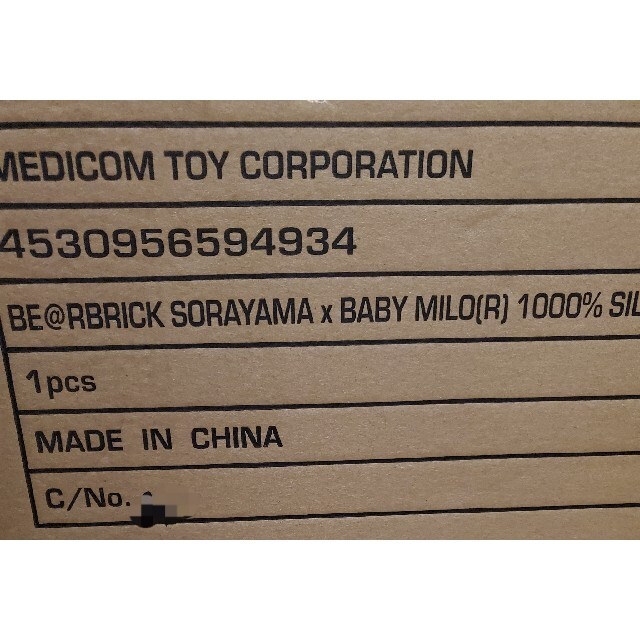 MEDICOM TOY CORPORATION
4530956594934
BE@RBRICK SORAYAMA x BABY MILO(R) 1000% SIL
1pcs
MADE IN CHINA
C/No.